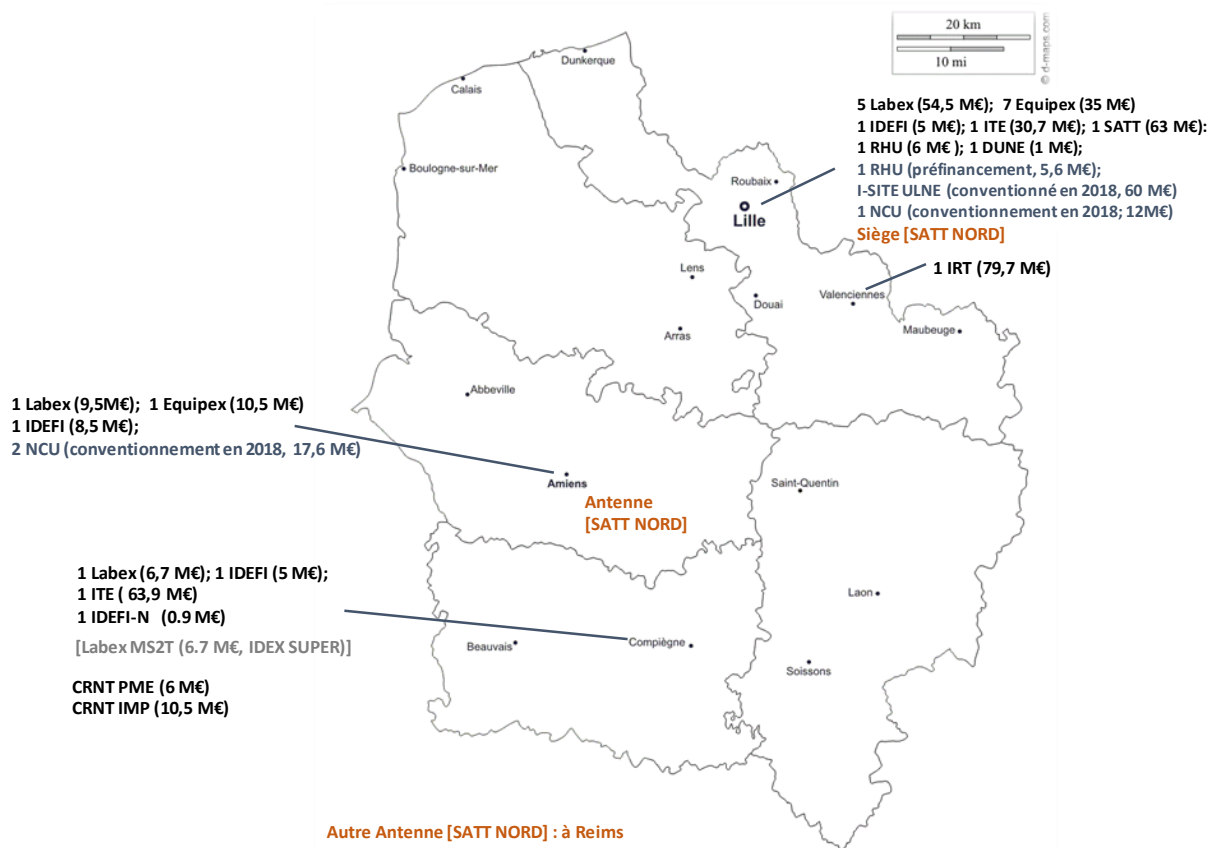 20 km
10 mi
© d-maps.com
Dunkerque
Calais
Boulogne-sur-Mer
5 Labex (54,5 M€); 7 Equipex (35 M€)
1 IDEFI (5 M€); 1 ITE (30,7 M€); 1 SATT (63 M€):
1 RHU (6 M€ ); 1 DUNE (1 M€);
1 RHU (préfinancement, 5,6 M€);
I-SITE ULNE (conventionné en 2018, 60 M€)
1 NCU (conventionnement en 2018; 12M€)
Siège [SATT NORD]
Roubaix
Lille
1 IRT (79,7 M€)
Lens
Douai
Valenciennes
Arras
Maubeuge
Abbeville
1 Labex (9,5M€); 1 Equipex (10,5 M€)
1 IDEFI (8,5 M€);
2 NCU (conventionnement en 2018, 17,6 M€)
Amiens
Antenne
[SATT NORD]
Saint-Quentin
1 Labex (6,7 M€); 1 IDEFI (5 M€);
1 ITE ( 63,9 M€)
1 IDEFI-N (0.9 M€)
[Labex MS2T (6.7 M€, IDEX SUPER)]
CRNT PME (6 M€)
CRNT IMP (10,5 M€)
Laon
Beauvais
Compiègne
Soissons
Autre Antenne [SATT NORD] : à Reims